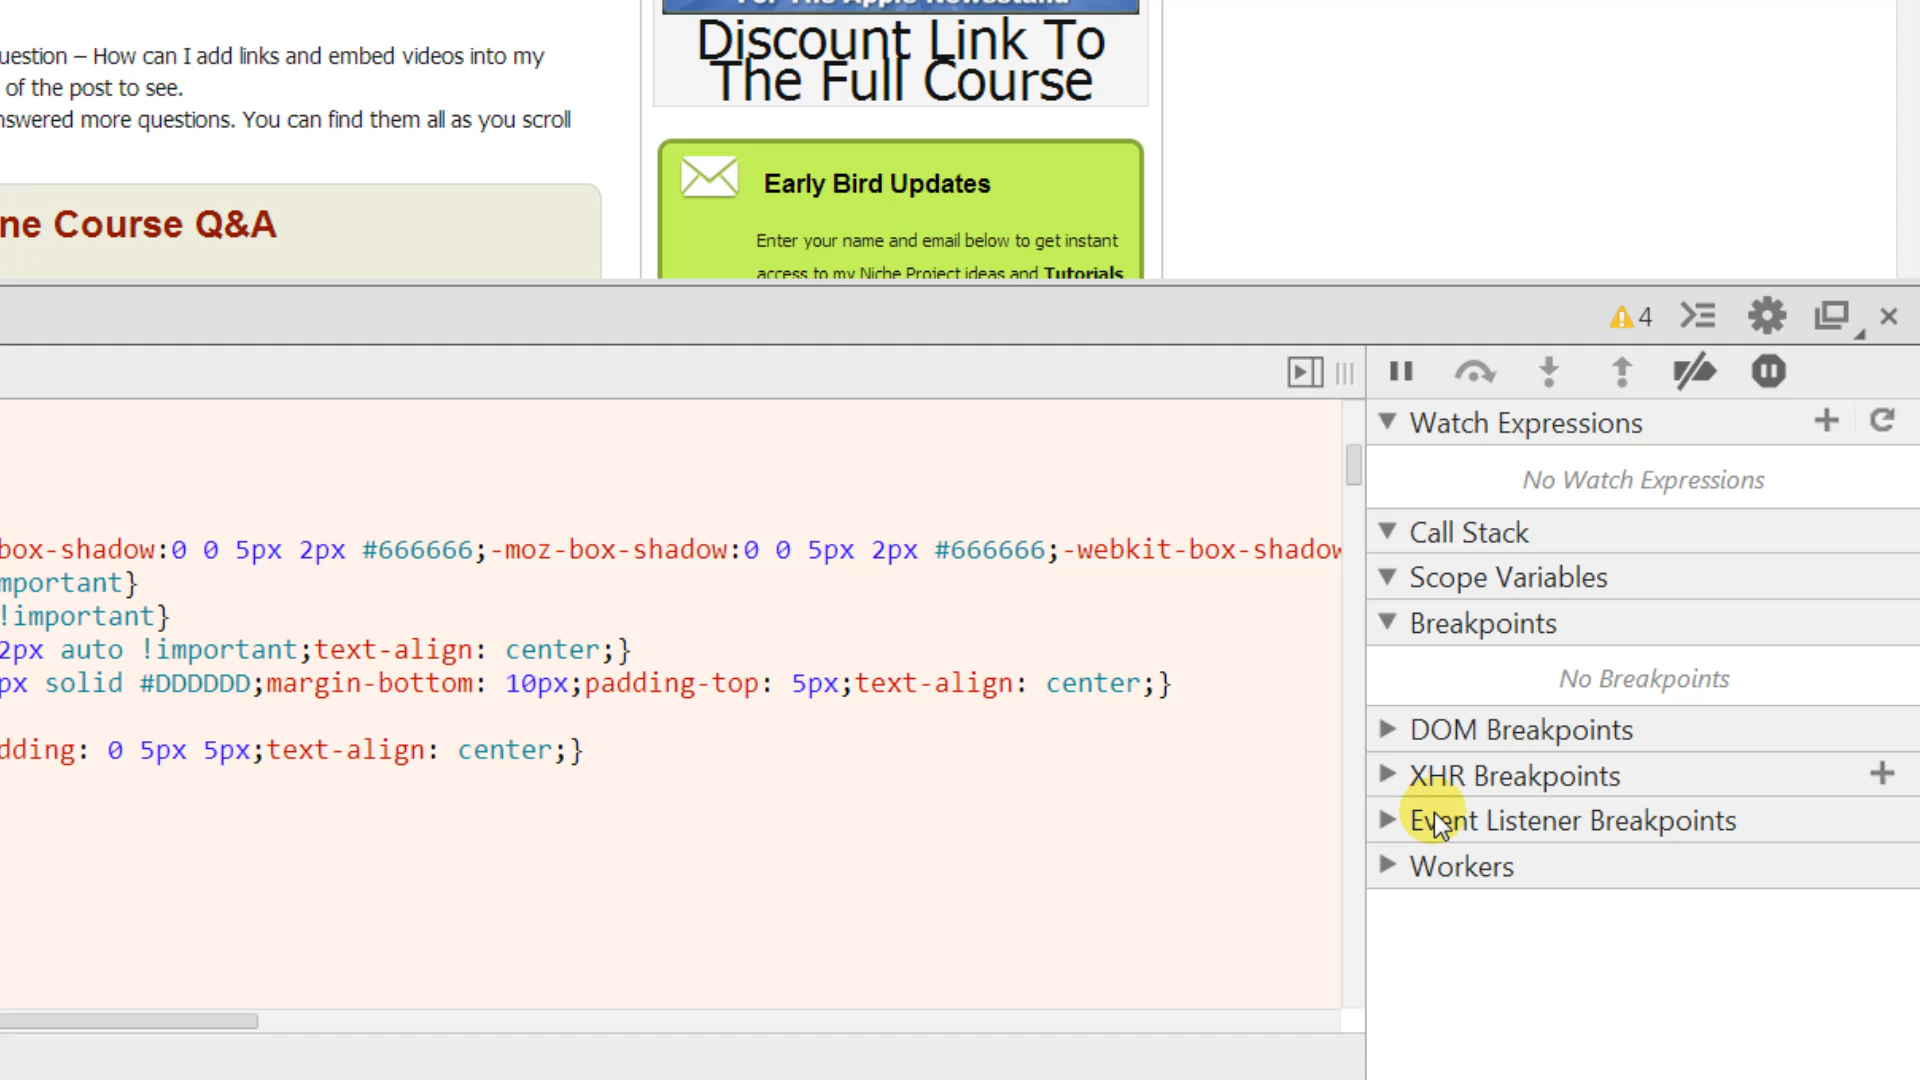 For The Apple Newsstand
Discount Link To
The Full Course
uestion – How can I add links and embed videos into my
of the post to see.
nswered more questions. You can find them all as you scroll
Early Bird Updates
ne Course Q&A
Enter your name and email below to get instant
access to my Niche Project ideas and Tutorials
4
Watch Expressions
No Watch Expressions
Call Stack
box-shadow:0 0 5px 2px #666666;-moz-box-shadow:0 0 5px 2px #666666;-webkit-box-shadow
mportant}
Scope Variables
!important}
Breakpoints
2px auto !important;text-align: center;}
px solid #DDDDDD;margin-bottom: 10px;padding-top: 5px;text-align: center;}
No Breakpoints
DOM Breakpoints
dding: 0 5px 5px;text-align: center;}
XHR Breakpoints
Event Listener Breakpoints
Workers